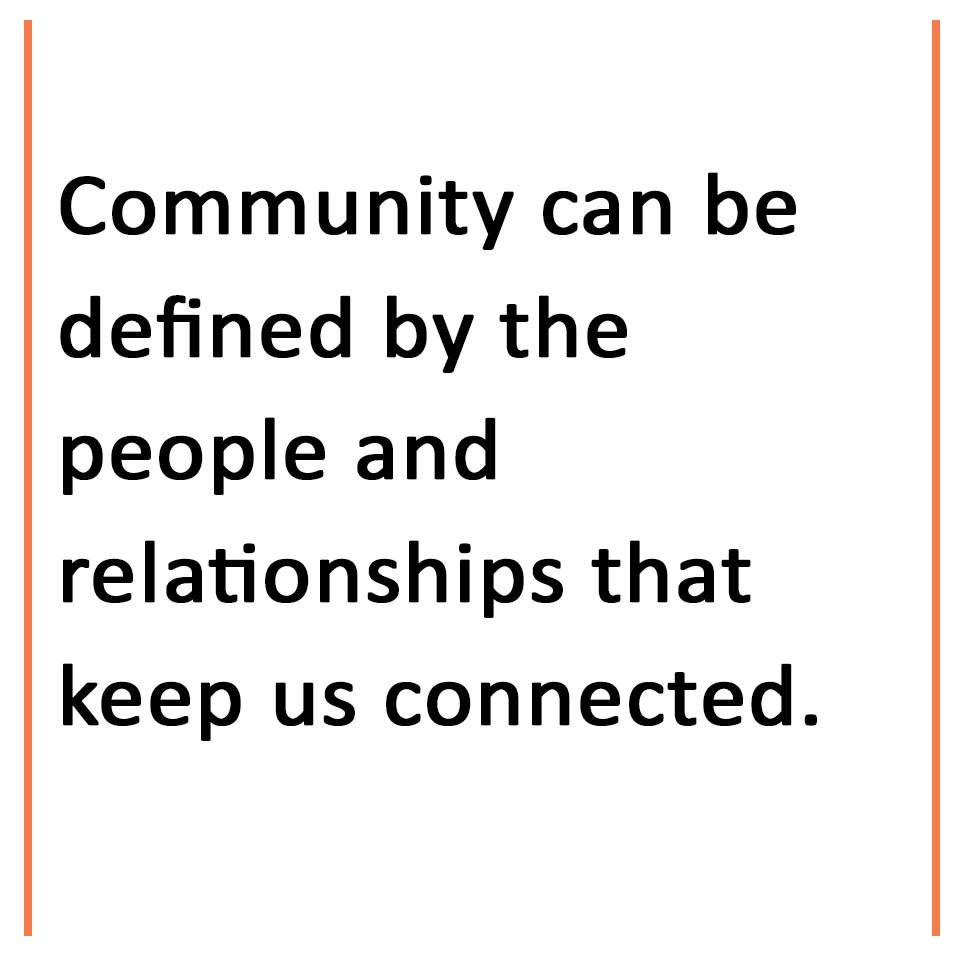 Community can be
defined by the
people and
relationships that
keep us connected.